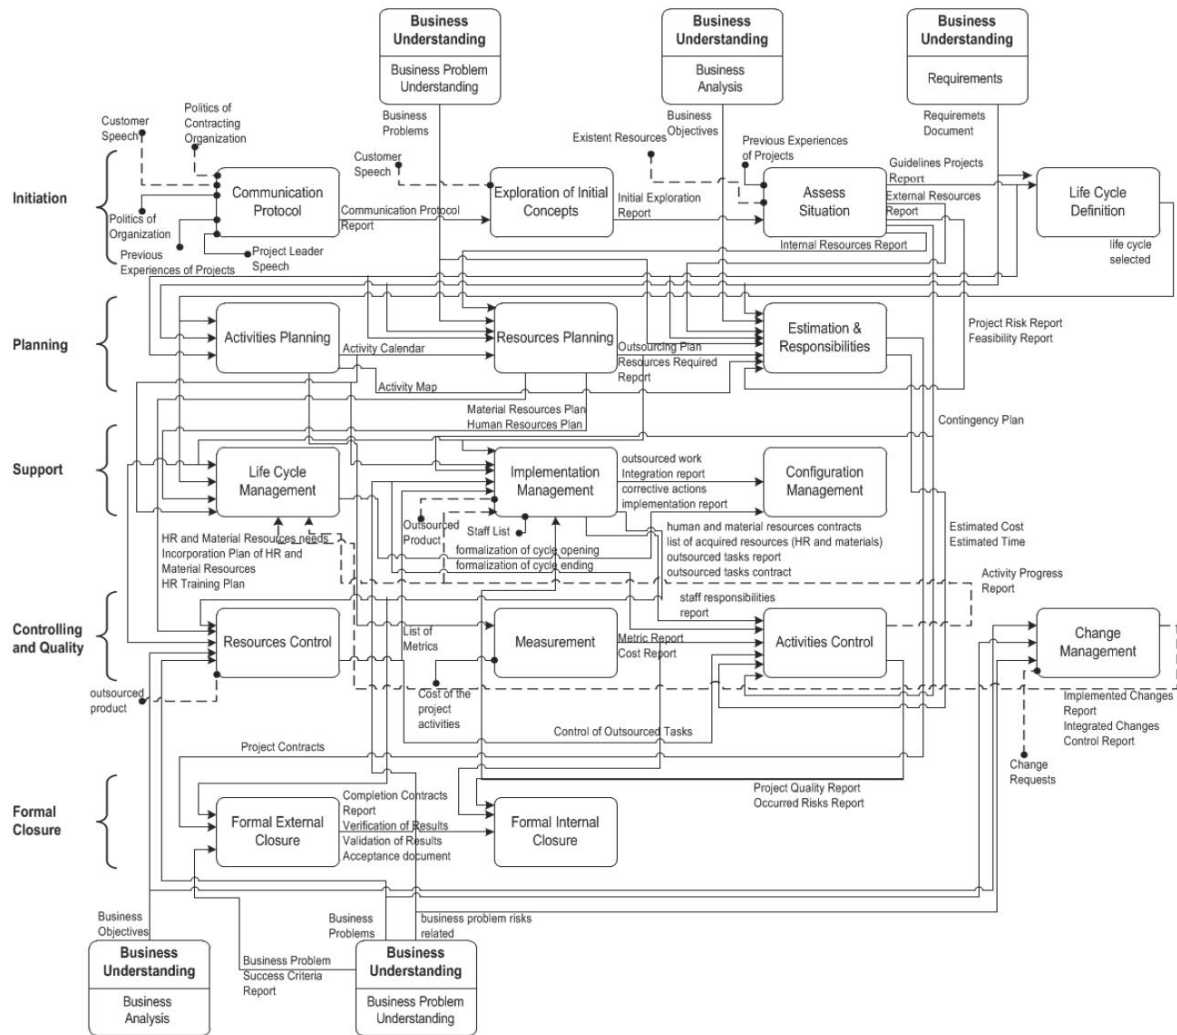 Business
Understanding
Business Problem
Understanding
Business
Understanding
Business
Analysis
Business
Understanding
Requirements
Business
Problems
Business
Objectives
Requiremets
Document
Customer
Speech
Politics of
Contracting
Organization
Customer
Speech
Existent Resources
Previous Experiences
of Projects
Guidelines Projects
Report
Initiation
Communication
Protocol
Communication Protocol
Report
Exploration of Initial
Concepts
Initial Exploration
Report
Assess
Situation
External Resources
Report
Life Cycle
Definition
Politics of
Organization
Previous
Experiences of Projects
Project Leader
Speech
Internal Resources Report
life cycle
selected
Planning
Activities Planning
Activity Calendar
Activity Map
Resources Planning
Outsourcing Plan
Resources Required
Report
Estimation &
Responsibilities
Project Risk Report
Feasibility Report
Material Resources Plan
Human Resources Plan
Contingency Plan
Support
Life Cycle
Management
Implementation
Management
outsourced work
Integration report
corrective actions
implementation report
Configuration
Management
HR and Material Resources needs
Incorporation Plan of HR and
Material Resources
HR Training Plan
Outsourced
Product
Staff List
formalization of cycle opening
formalization of cycle ending
human and material resources contracts
list of acquired resources (HR and materials)
outsourced tasks report
outsourced tasks contract
Estimated Cost
Estimated Time
Activity Progress
Report
staff responsibilities
report
Controlling
and Quality
Resources Control
List of
Metrics
Measurement
Metric Report
Cost Report
Activities Control
Change
Management
outsourced
product
Cost of the
project
activities
Implemented Changes
Report
Integrated Changes
Control Report
Project Contracts
Control of Outsourced Tasks
Change
Requests
Project Quality Report
Occurred Risks Report
Formal
Closure
Formal External
Closure
Completion Contracts
Report
Verification of Results
Validation of Results
Acceptance document
Formal Internal
Closure
Business
Objectives
Business
Problems
business problem risks
related
Business
Understanding
Business
Analysis
Business Problem
Success Criteria
Report
Business
Understanding
Business Problem
Understanding